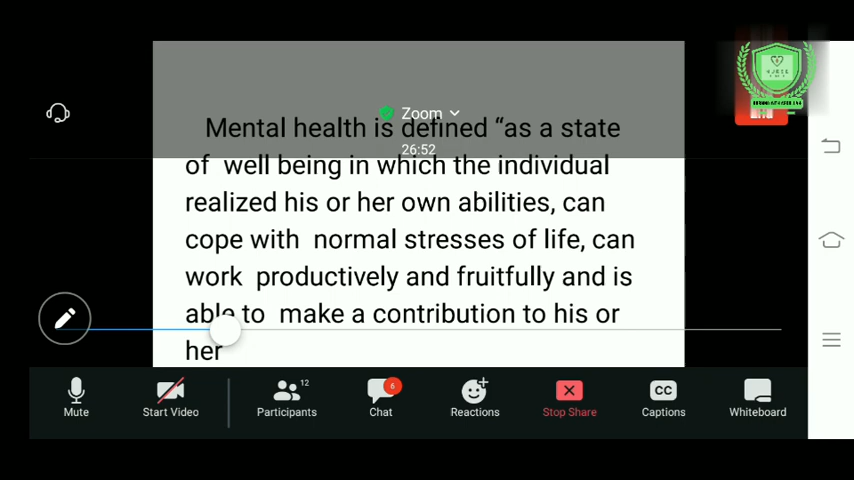 Zoom
Mental health is defined “as a state
26:52
of well being in which the individual
realized his or her own abilities, can
cope with normal stresses of life, can
work productively and fruitfully and is
able to make a contribution to his or
her
Mute
Start Video
Participants
12
Chat
6
Reactions
Stop Share
CC
Captions
Whiteboard